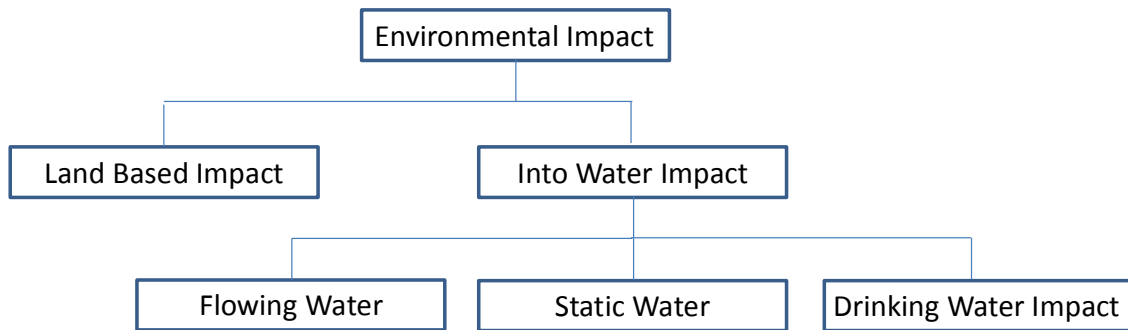 Environmental Impact
Land Based Impact
Into Water Impact
Flowing Water
Static Water
Drinking Water Impact